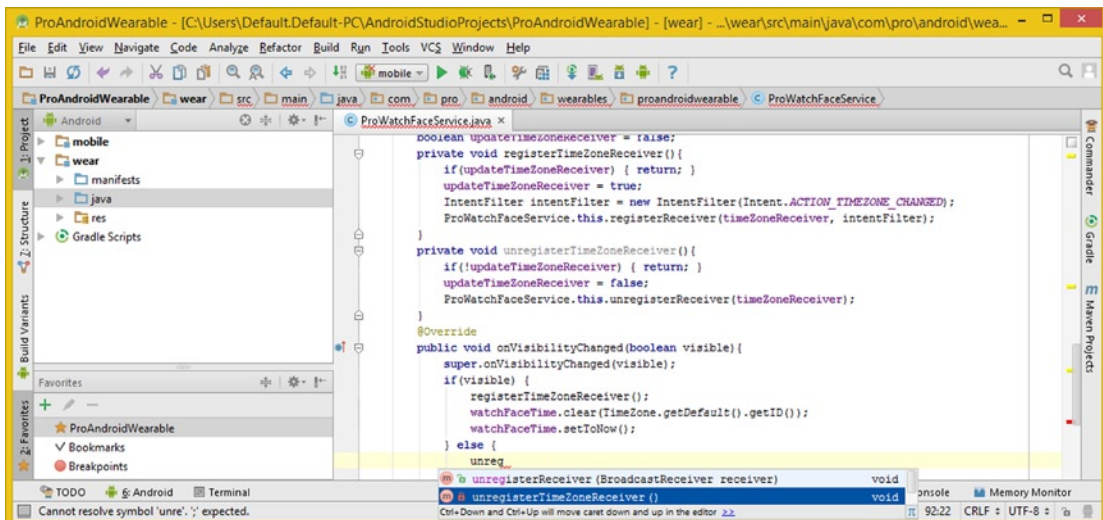 ProAndroidWearable - [C:\Users\Default.Default-PC\AndroidStudioProjects\ProAndroidWearable] - [wear] - ...\wear\src\main\java\com\pro\android\wea...
File Edit View Navigate Code Analyze Refactor Build Run Tools VCS Window Help
mobile
ProAndroidWearable wear src main java com pro android wearables proandroidwearable ProWatchFaceService
Android
ProWatchFaceService.java
1: Project
Z: Structure
Build Variants
2: Favorites
mobile
wear
manifests
java
res
Gradle Scripts
boolean updateTimeZoneReceiver = false;
private void registerTimeZoneReceiver(){
if(updateTimeZoneReceiver) { return; }
updateTimeZoneReceiver = true;
IntentFilter intentFilter = new IntentFilter(Intent.ACTION_TIMEZONE_CHANGED);
ProWatchFaceService.this.registerReceiver(timeZoneReceiver, intentFilter);
}
private void unregisterTimeZoneReceiver(){
if(!updateTimeZoneReceiver) { return; }
updateTimeZoneReceiver = false;
ProWatchFaceService.this.unregisterReceiver(timeZoneReceiver);
}
@Override
public void onVisibilityChanged(boolean visible){
super.onVisibilityChanged(visible);
if(visible) {
registerTimeZoneReceiver();
watchFaceTime.clear(TimeZone.getDefault().getID());
watchFaceTime.setToNow();
} else {
unreg
unregisterReceiver(BroadcastReceiver receiver) void
unregisterTimeZoneReceiver() void
Ctrl+Down and Ctrl+Up will move caret down and up in the editor >>
Commander
Gradle
Maven Projects
Favorites
ProAndroidWearable
Bookmarks
Breakpoints
TODO 6: Android Terminal
onsole Memory Monitor
Cannot resolve symbol 'unre'. ';' expected.
92:22 CRLF UTF-8